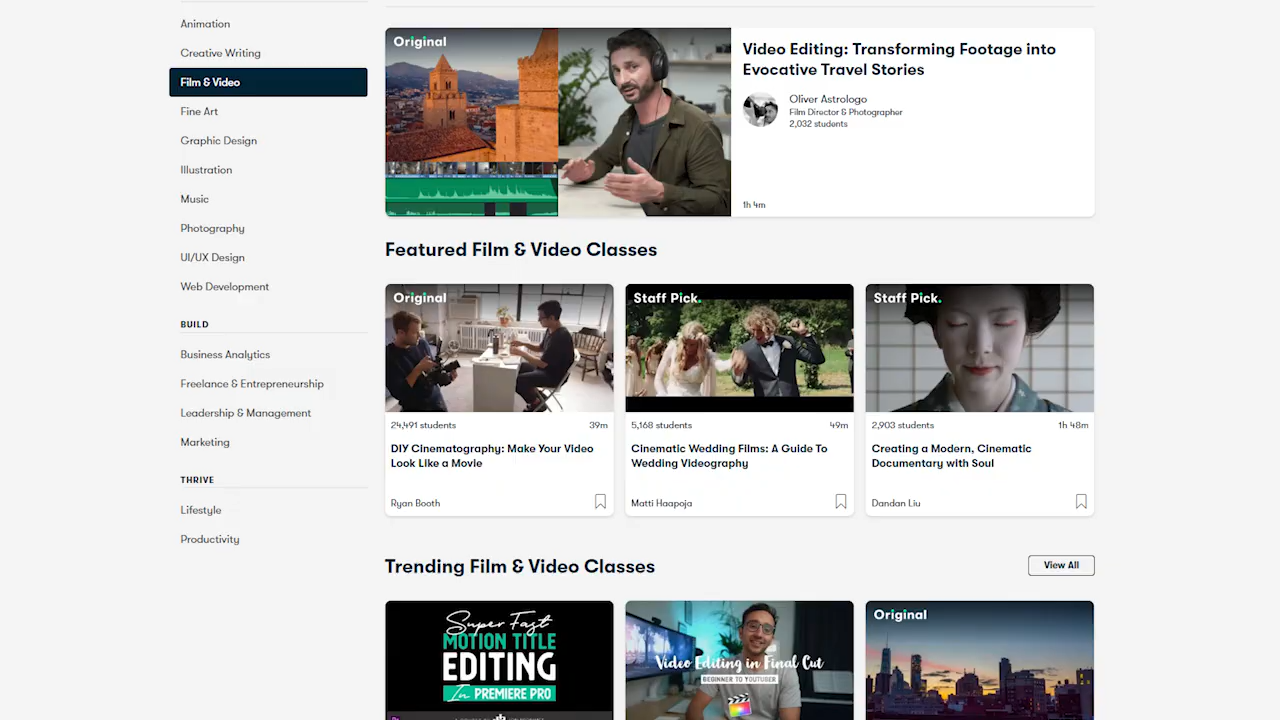 Animation
Creative Writing
Film & Video
Fine Art
Graphic Design
Illustration
Music
Photography
UI/UX Design
Web Development
BUILD
Business Analytics
Freelance & Entrepreneurship
Leadership & Management
Marketing
THRIVE
Lifestyle
Productivity
Original
Video Editing: Transforming Footage into
Evocative Travel Stories
Oliver Astrologo
Film Director & Photographer
2,032 students
1h 4m
Featured Film & Video Classes
Original
24,491 students
39m
DIY Cinematography: Make Your Video
Look Like a Movie
Ryan Booth
Staff Pick.
5,168 students
49m
Cinematic Wedding Films: A Guide To
Wedding Videography
Matti Haapoja
Staff Pick.
2,903 students
1h 48m
Creating a Modern, Cinematic
Documentary with Soul
Dandan Liu
Trending Film & Video Classes
View All
Super Fast
MOTION TITLE
EDITING
In PREMIERE PRO
Video Editing in Final Cut
BEGINNER TO YOUTUBER
Original